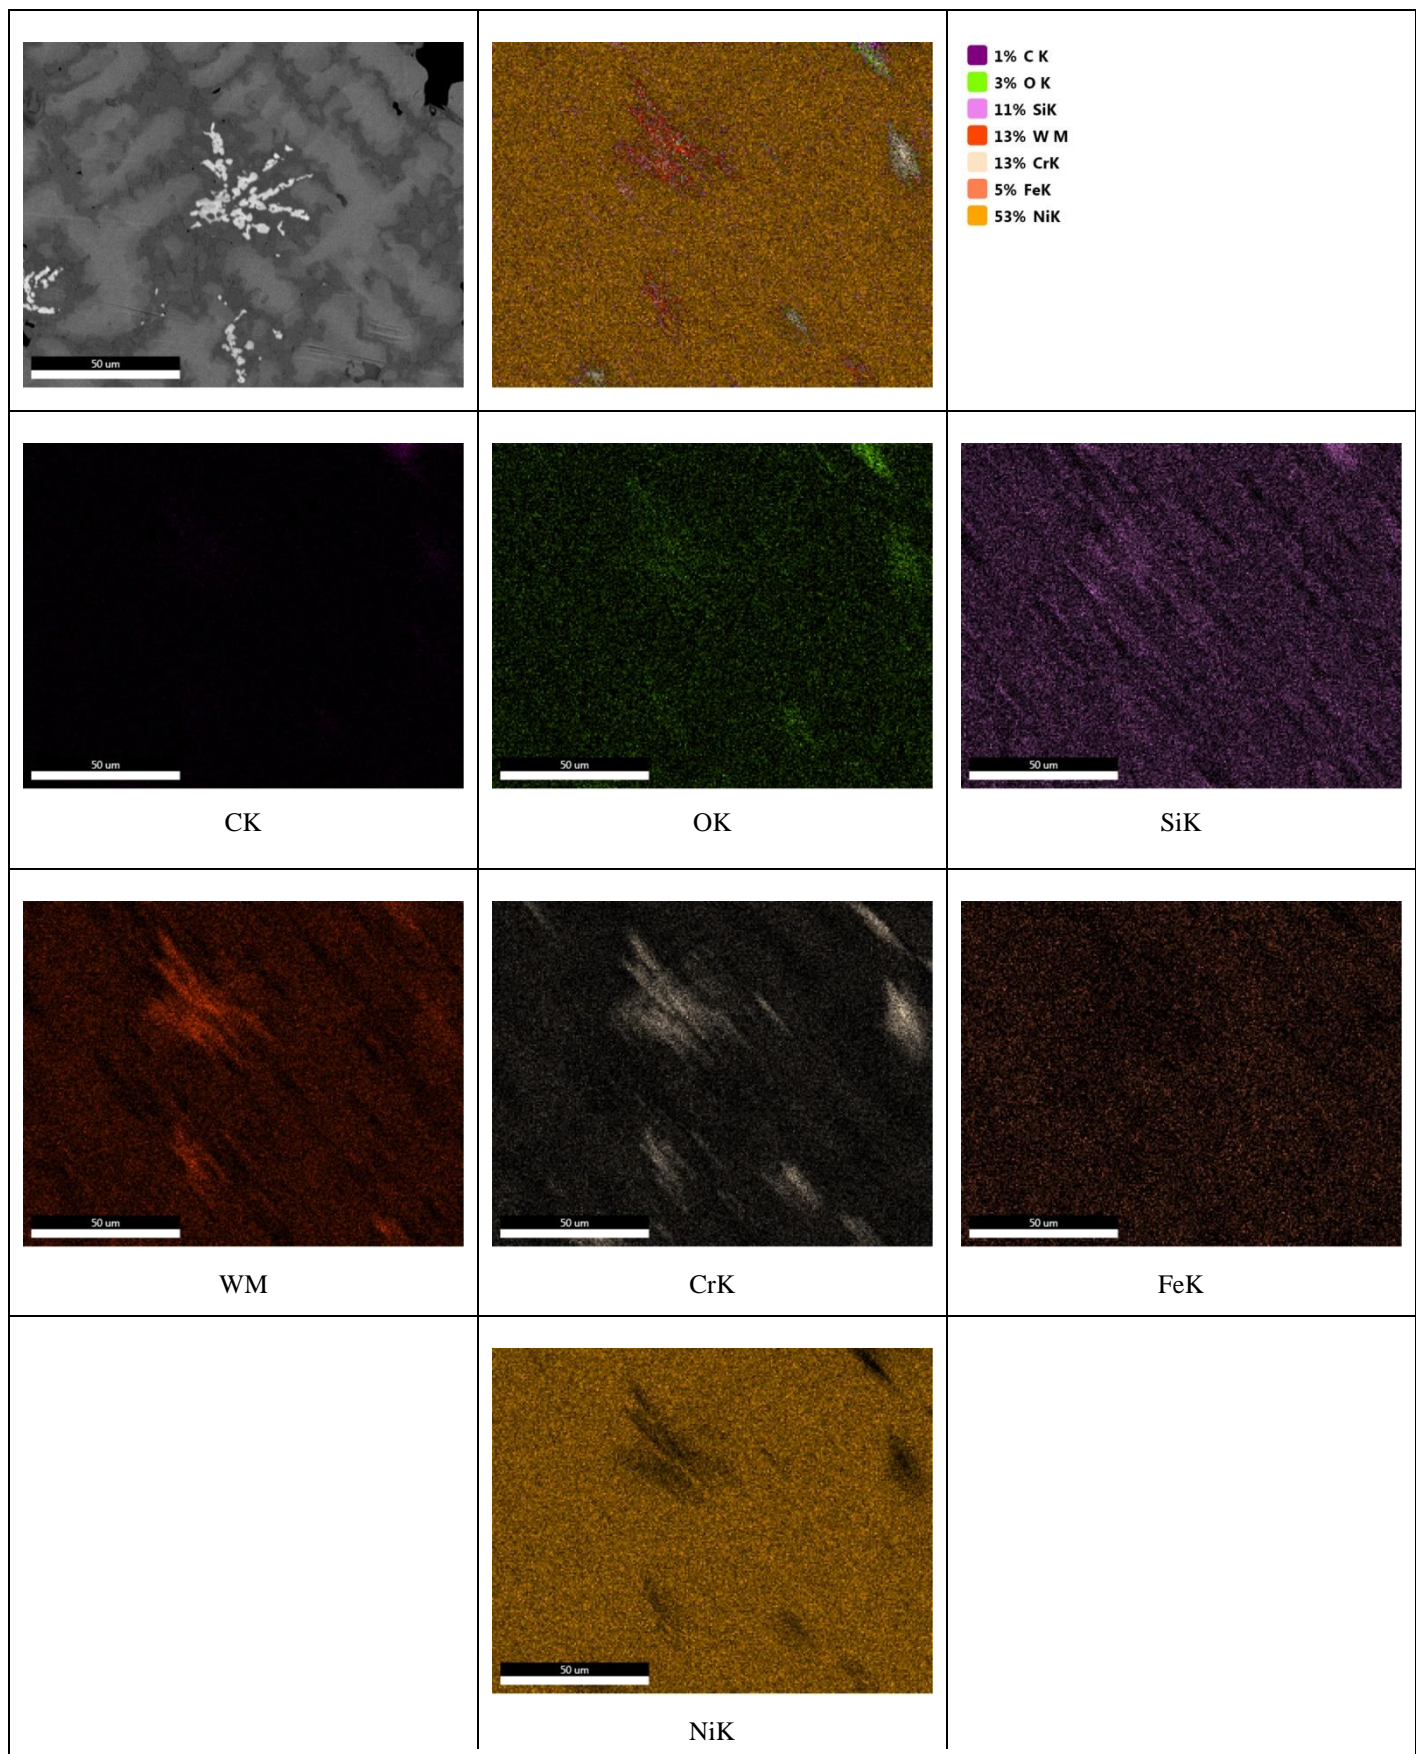 50 um
1% C K
3% O K
11% SiK
13% W M
13% CrK
5% FeK
53% NiK
50 um
50 um
50 um
CK
OK
SiK
50 um
50 um
50 um
WM
CrK
FeK
50 um
NiK